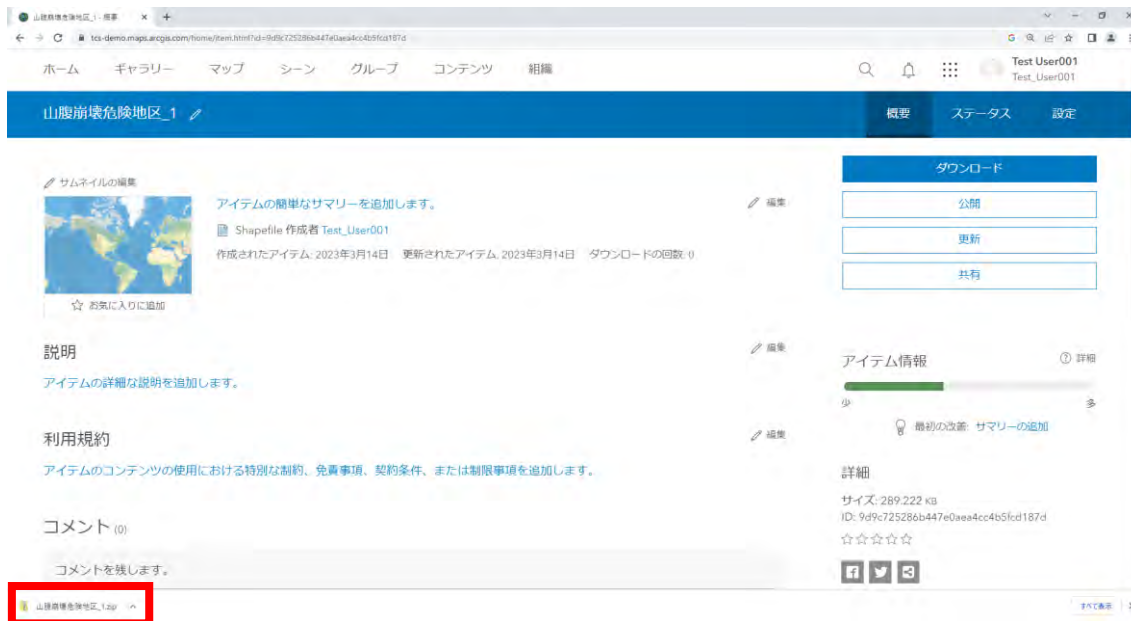 山腹崩壊危険地区_1 - 概要
tcs-demo.maps.arcgis.com/home/item.html?id=9d9c725286b447e0aea4cc4b5fcd187d
ホーム ギャラリー マップ シーン グループ コンテンツ 組織
Test User001
Test_User001
山腹崩壊危険地区_1
概要 ステータス 設定
サムネイルの編集
アイテムの簡単なサマリーを追加します。
編集
Shapefile 作成者 Test_User001
作成されたアイテム: 2023年3月14日 更新されたアイテム: 2023年3月14日 ダウンロードの回数: 0
お気に入りに追加
ダウンロード
公開
更新
共有
説明
編集
アイテムの詳細な説明を追加します。
利用規約
編集
アイテムのコンテンツの使用における特別な制約、免責事項、契約条件、または制限事項を追加します。
コメント (0)
コメントを残します。
アイテム情報
詳細
少
多
最初の改善: サマリーの追加
詳細
サイズ: 289.222 KB
ID: 9d9c725286b447e0aea4cc4b5fcd187d
山腹崩壊危険地区_1.zip
すべて表示